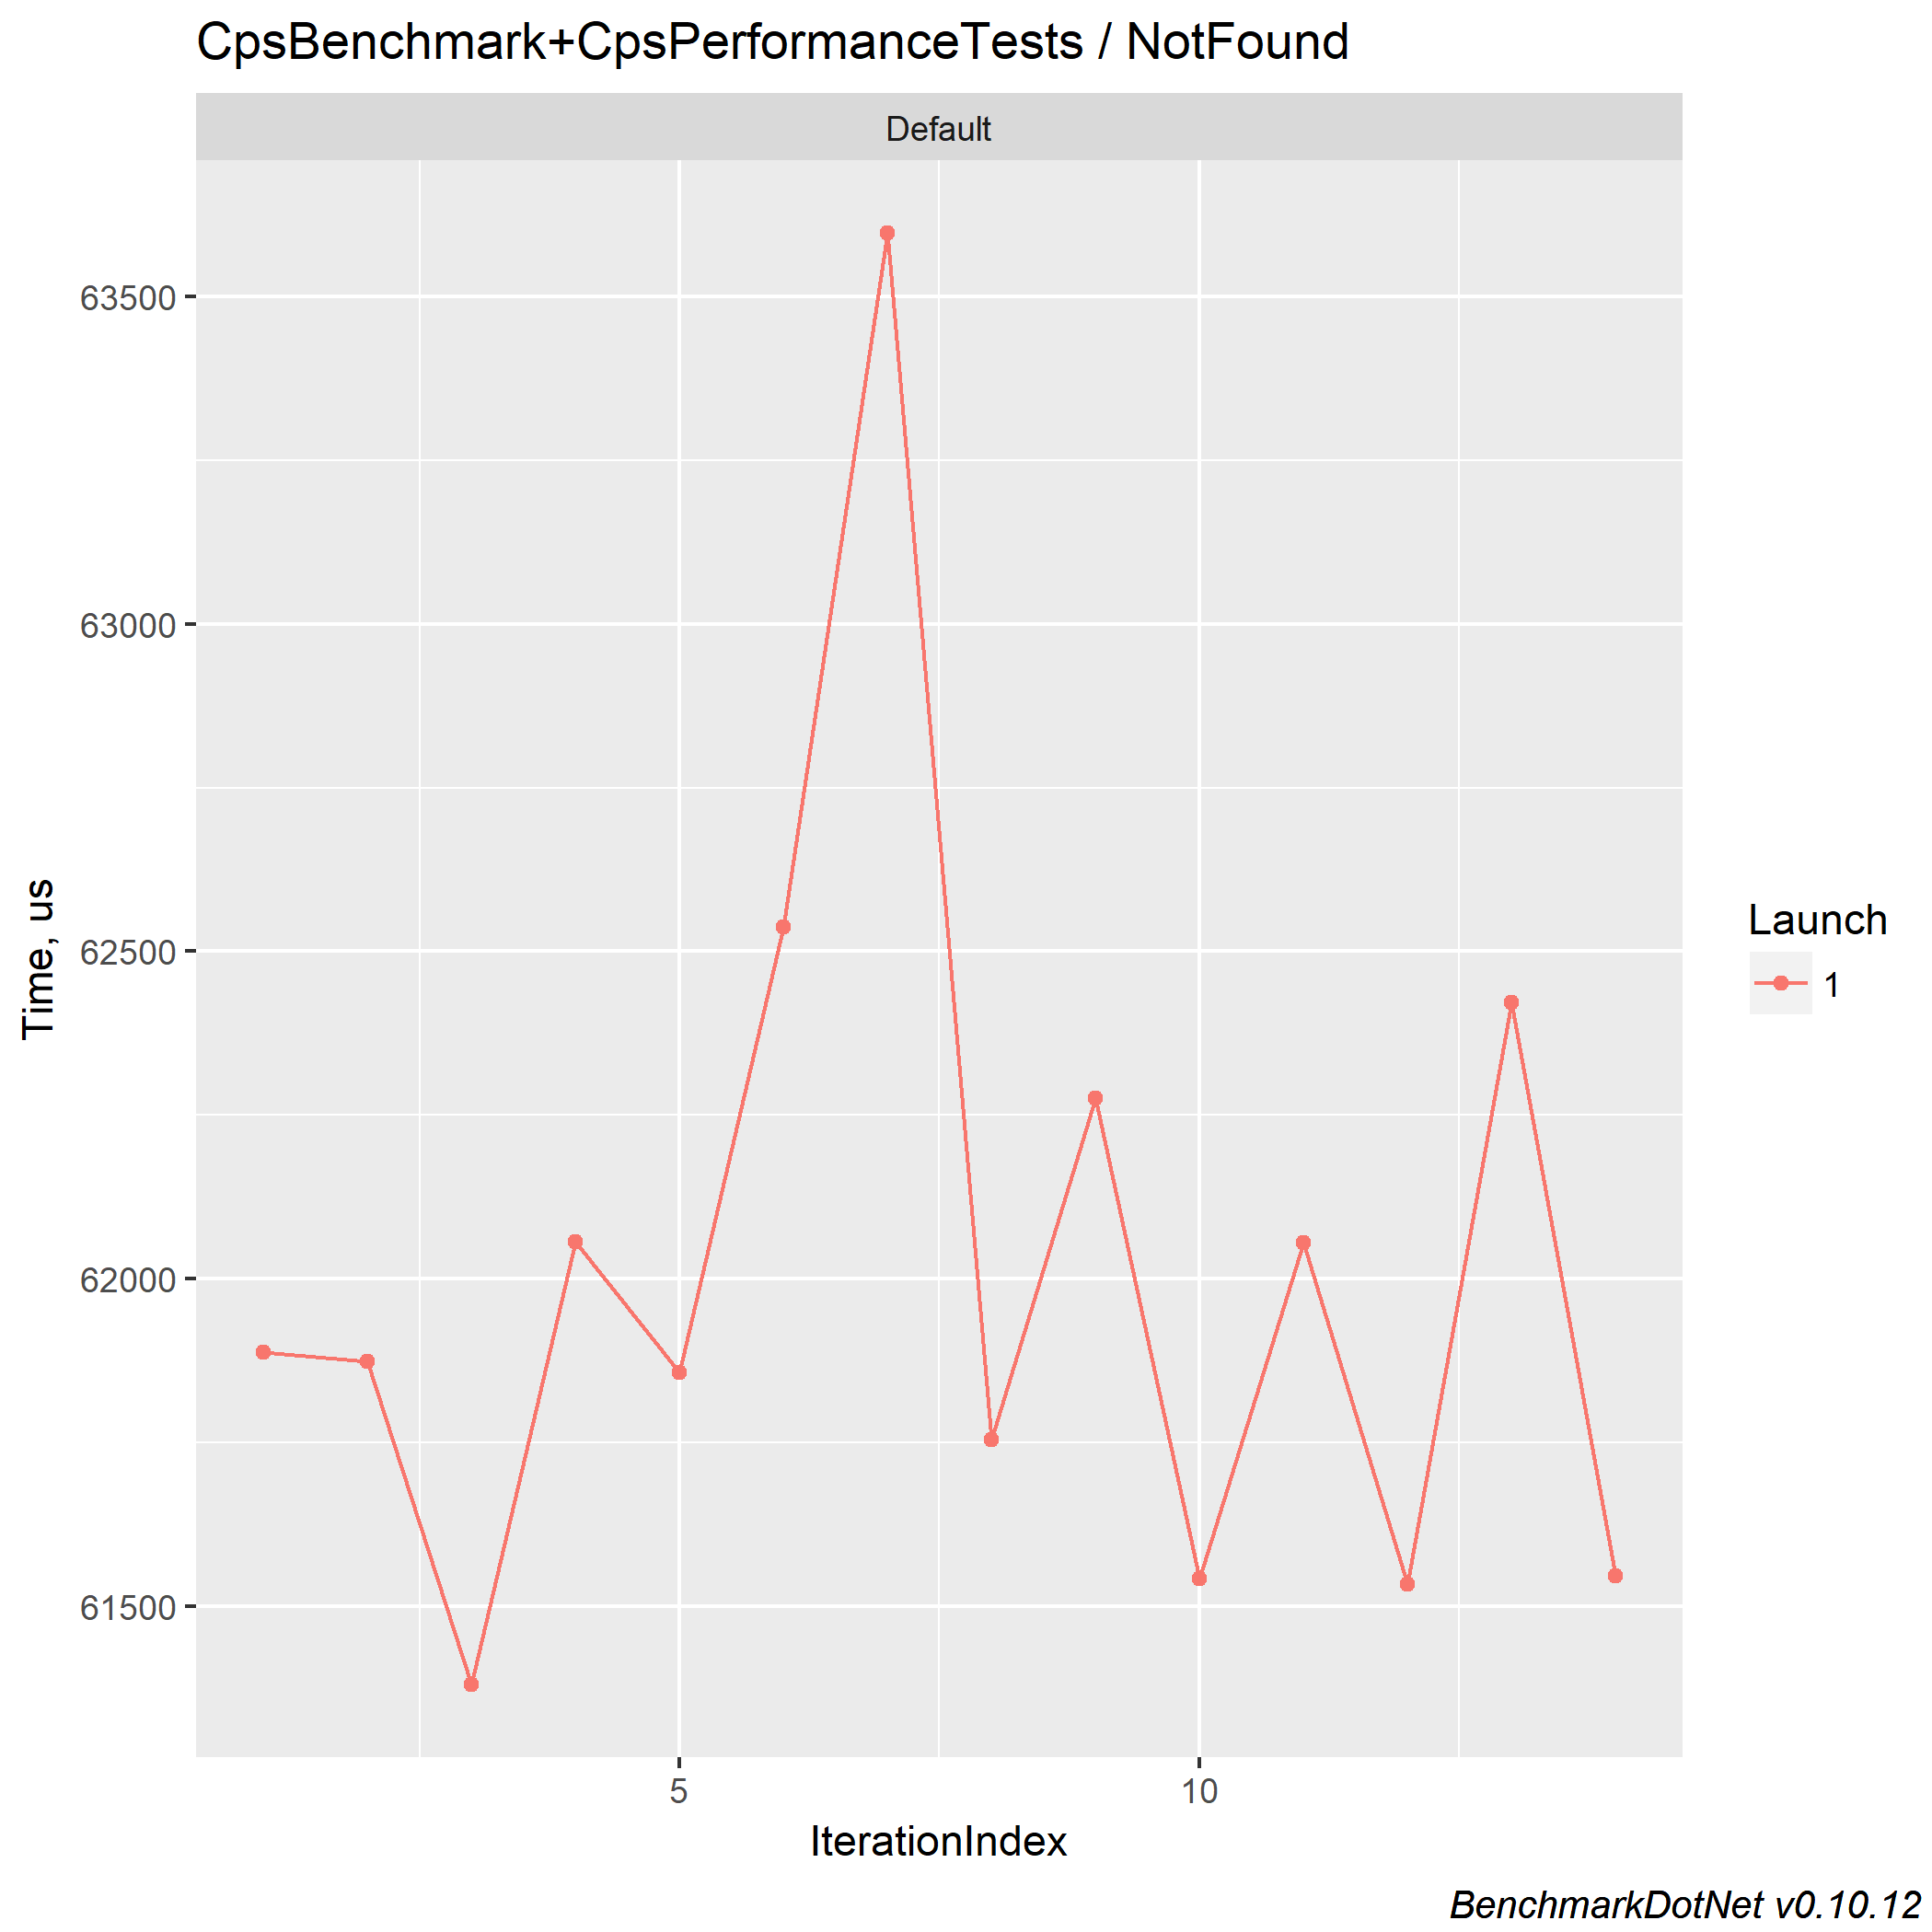 CpsBenchmark+CpsPerformanceTests / NotFound
Default
63500
63000
62500
62000
61500
Time, us
5
10
IterationIndex
Launch
1
BenchmarkDotNet v0.10.12